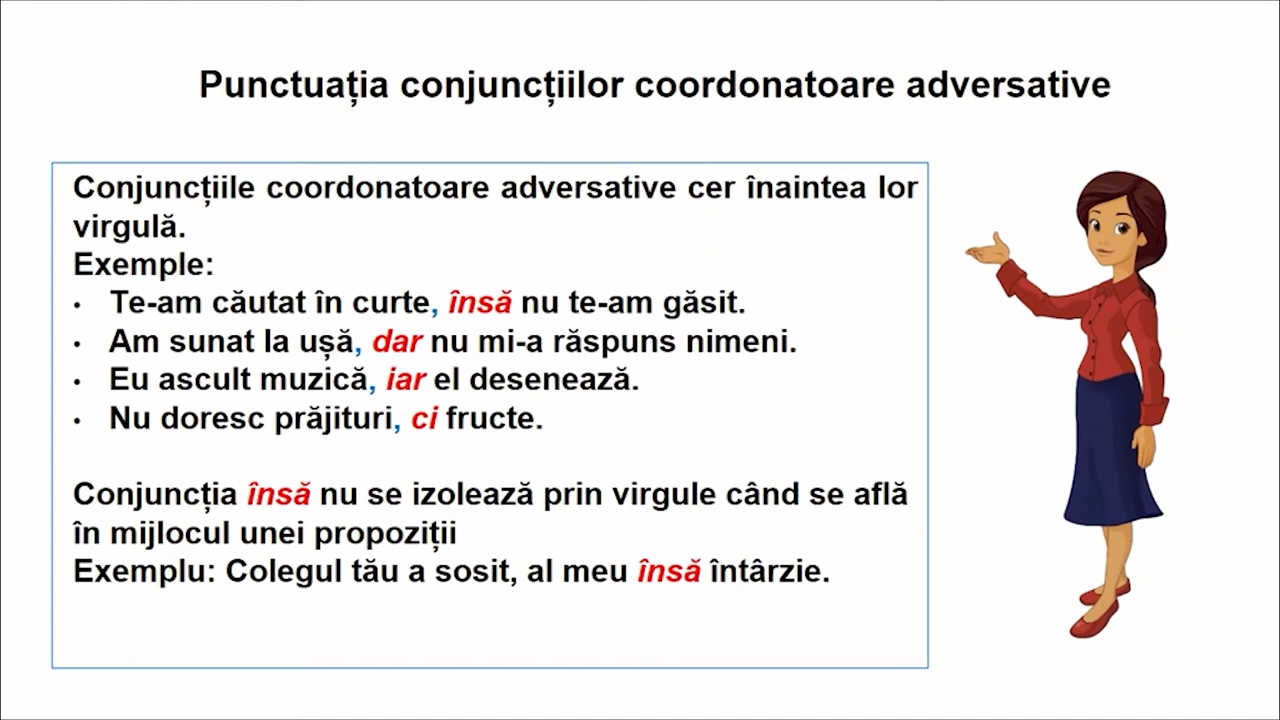 Punctuația conjuncțiilor coordonatoare adversative
Conjuncțiile coordonatoare adversative cer înaintea lor
virgulă.
Exemple:
• Te-am căutat în curte, însă nu te-am găsit.
• Am sunat la ușă, dar nu mi-a răspuns nimeni.
• Eu ascult muzică, iar el desenează.
• Nu doresc prăjituri, ci fructe.
Conjuncția însă nu se izolează prin virgule când se află
în mijlocul unei propoziții
Exemplu: Colegul tău a sosit, al meu însă întârzie.